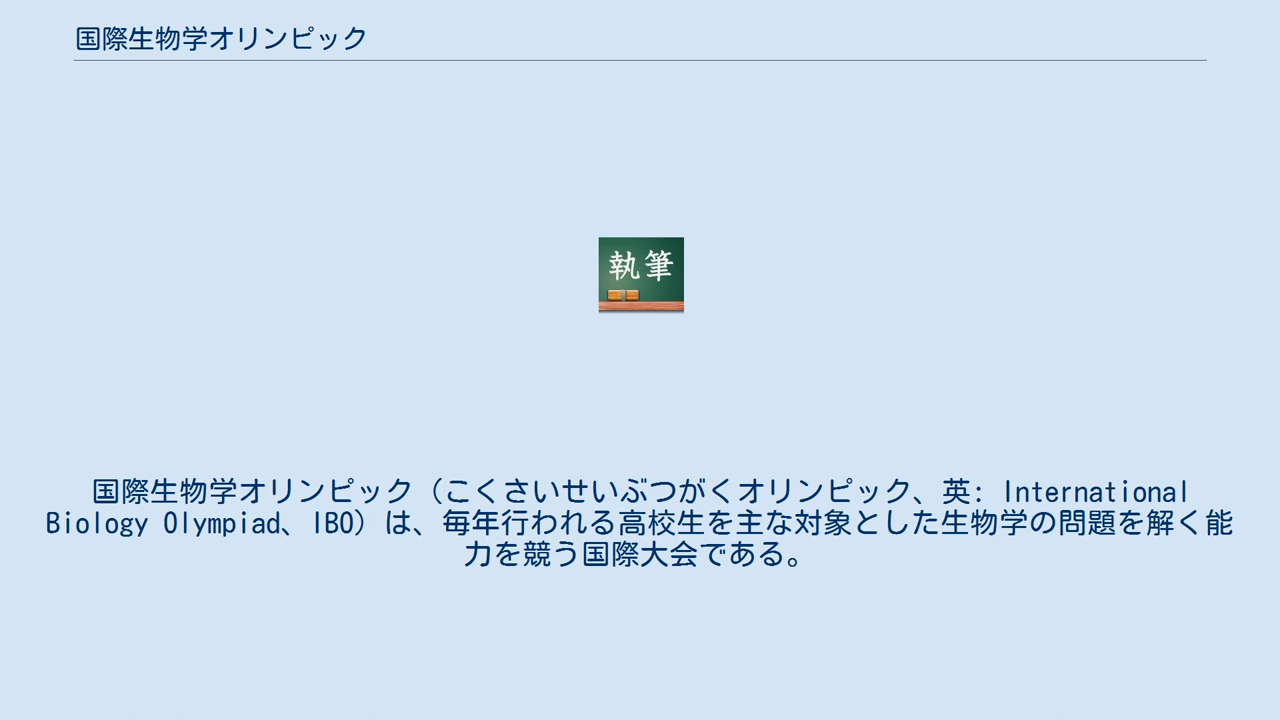 国際生物学オリンピック
執筆
国際生物学オリンピック（こくさいせいぶつがくオリンピック、英: International
Biology Olympiad、IBO）は、毎年行われる高校生を主な対象とした生物学の問題を解く能
力を競う国際大会である。